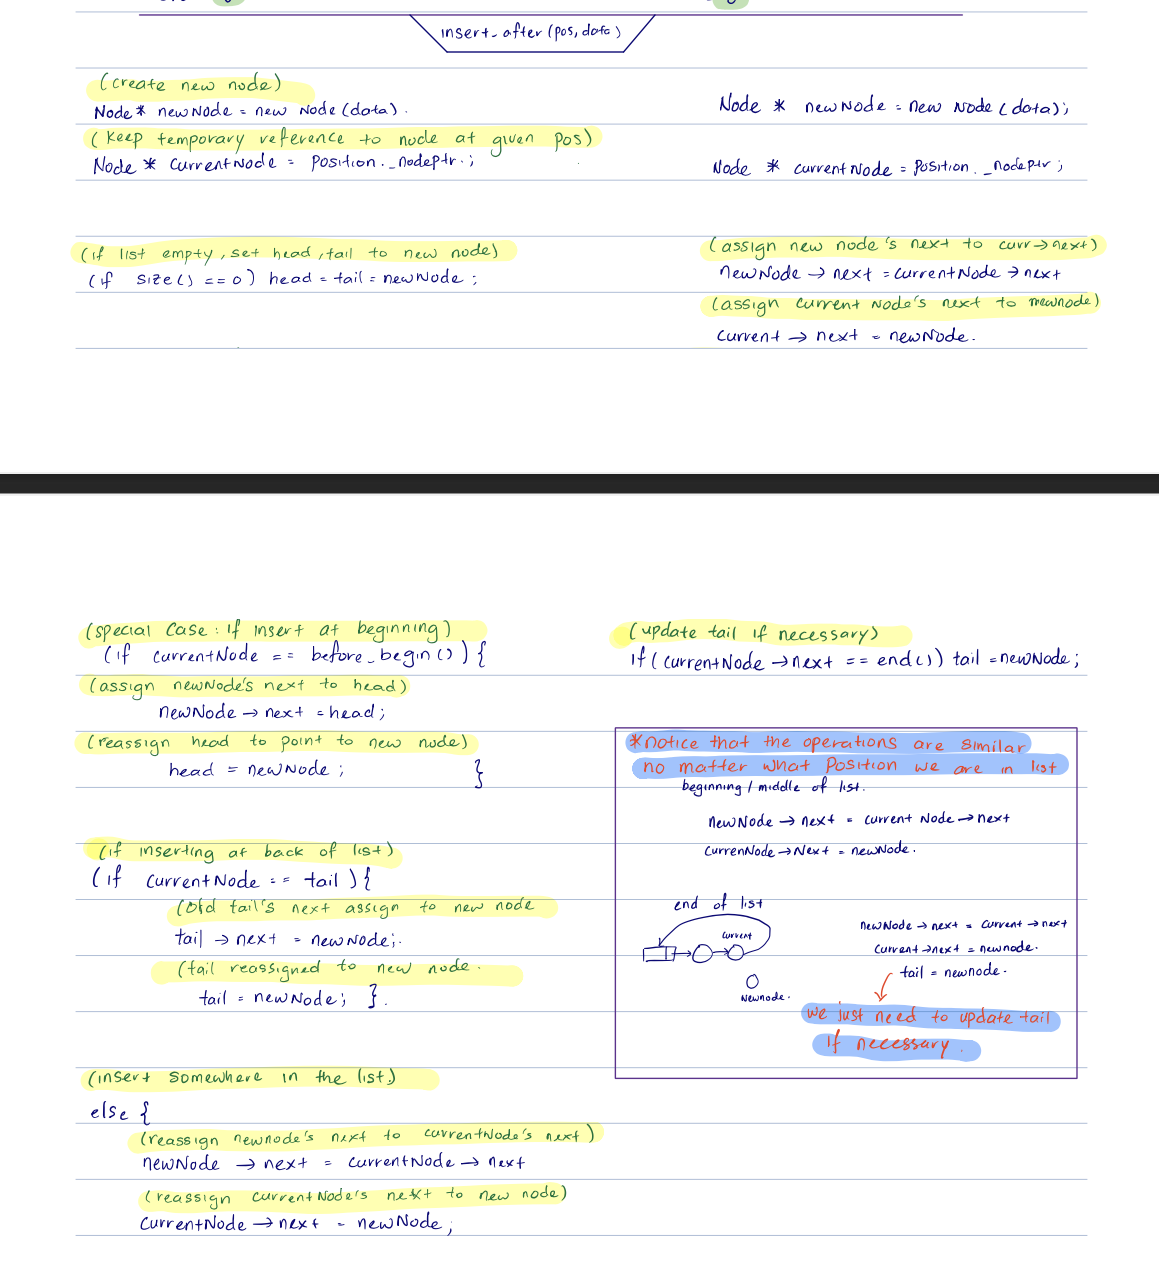 insert_after(pos, data)
(create new node)
Node* newNode = new Node(data).
(keep temporary reference to node at given pos)
Node * currentNode = Position._nodeptr.;
(if list empty, set head, tail to new node)
(if size() == 0) head = tail = newNode;
Node * newNode = new Node(data);
Node * currentNode = Position._nodeptr;
(assign new node's next to curr→next)
newNode → next = currentNode → next
(assign current Node's next to mewnode)
current → next = newNode.
(special case: if insert at beginning)
(if currentNode == before_begin()) {
(assign newNode's next to head)
newNode → next = head;
(reassign head to point to new node)
head = newNode; }
(if inserting at back of list)
(if currentNode == tail) {
(Old tail's next assign to new node
tail → next = newNode;.
(tail reassigned to new node.
tail = newNode; }.
(insert somewhere in the list)
else {
(reassign newnode's next to currentNode's next)
newNode → next = currentNode → next
(reassign currentNode's next to new node)
currentNode → next = newNode;
(update tail if necessary)
if(currentNode → next == end()) tail = newNode;
*notice that the operations are similar
no matter what position we are in list
beginning / middle of list.
newNode → next = current Node → next
currenNode → Next = newNode.
end of list
current
Newnode.
newNode → next = current → next
current → next = newnode.
tail = newnode.
we just need to update tail
if necessary.